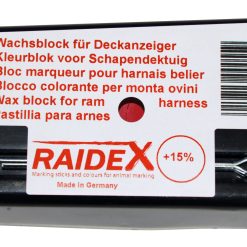 Wachsblock für Deckanzeiger
Kleurblok voor Schapendektuig
Bloc marqueur pour harnais belier
Blocco colorante per monta ovini
Wax block for ram harness
Pastillia para arnes
RAIDEX
Marking sticks and colours for animal marking
Made in Germany
+15%